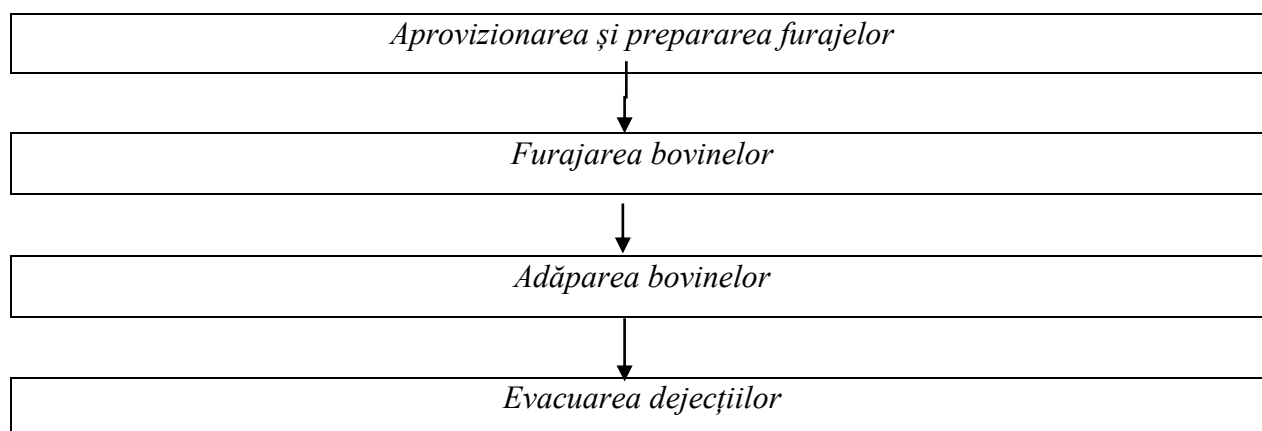 Aprovizionarea și prepararea furajelor
Furajarea bovinelor
Adăparea bovinelor
Evacuarea dejecțiilor